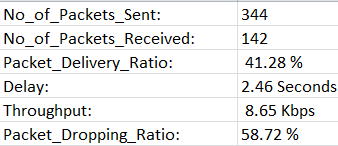 No_of_Packets_Sent: 344
No_of_Packets_Received: 142
Packet_Delivery_Ratio: 41.28 %
Delay: 2.46 Seconds
Throughput: 8.65 Kbps
Packet_Dropping_Ratio: 58.72 %